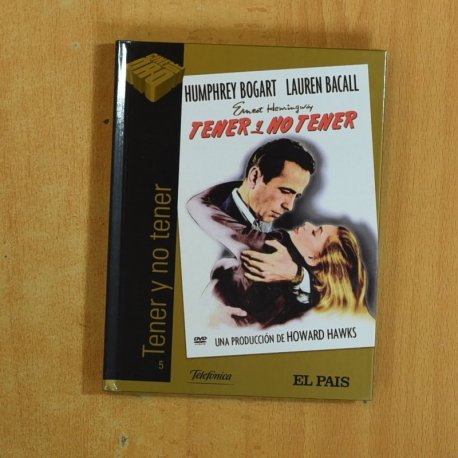 HUMPHREY BOGART LAUREN BACALL
Ernest Hemingway
TENER y NO TENER
5 Tener y no tener
DVD
UNA PRODUCCIÓN DE HOWARD HAWKS
Telefónica
EL PAIS